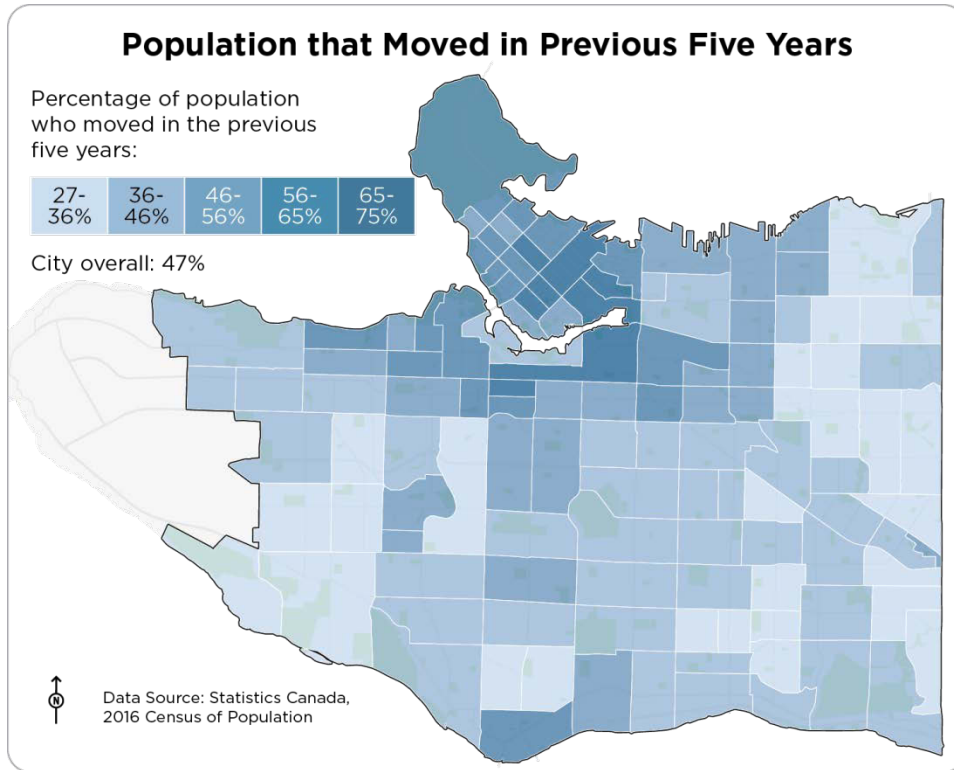 Population that Moved in Previous Five Years
Percentage of population
who moved in the previous
five years:
27-
36%
36-
46%
46-
56%
56-
65%
65-
75%
City overall: 47%
N
Data Source: Statistics Canada,
2016 Census of Population